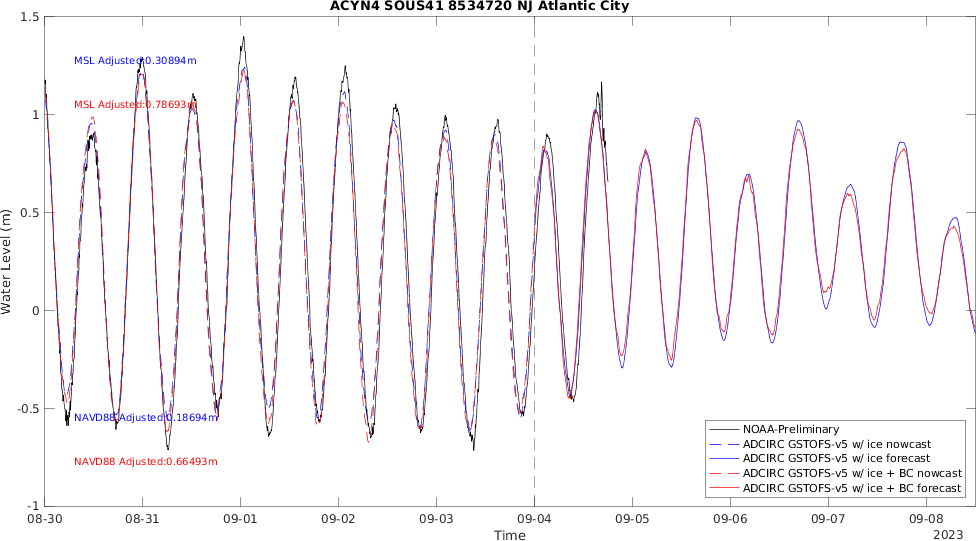 ACYN4 SOUS41 8534720 NJ Atlantic City
1.5
MSL Adjusted:0.30894m
MSL Adjusted:0.78693m
1
0.5
Water Level (m)
0
-0.5
NAVD88 Adjusted:0.18694m
NAVD88 Adjusted:0.66493m
-1
NOAA-Preliminary
ADCIRC GSTOFS-v5 w/ ice nowcast
ADCIRC GSTOFS-v5 w/ ice forecast
ADCIRC GSTOFS-v5 w/ ice + BC nowcast
ADCIRC GSTOFS-v5 w/ ice + BC forecast
08-30 08-31 09-01 09-02 09-03 09-04 09-05 09-06 09-07 09-08
Time
2023